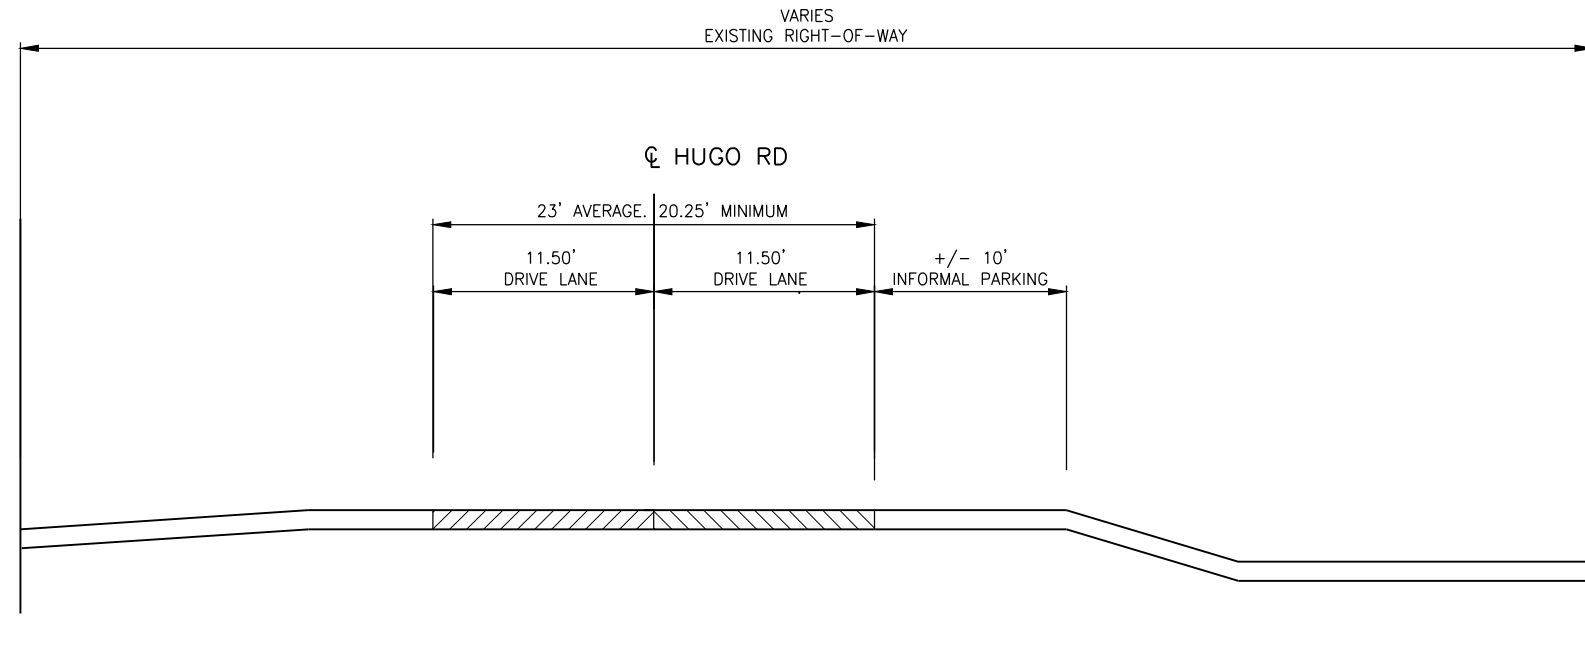 VARIES
EXISTING RIGHT-OF-WAY
℄ HUGO RD
23' AVERAGE. 20.25' MINIMUM
11.50' 11.50' +/- 10'
DRIVE LANE DRIVE LANE INFORMAL PARKING